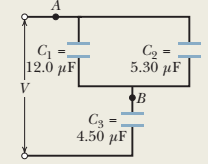 A
C₁ =
12.0 μF
C₂ =
5.30 μF
V
B
C₃ =
4.50 μF